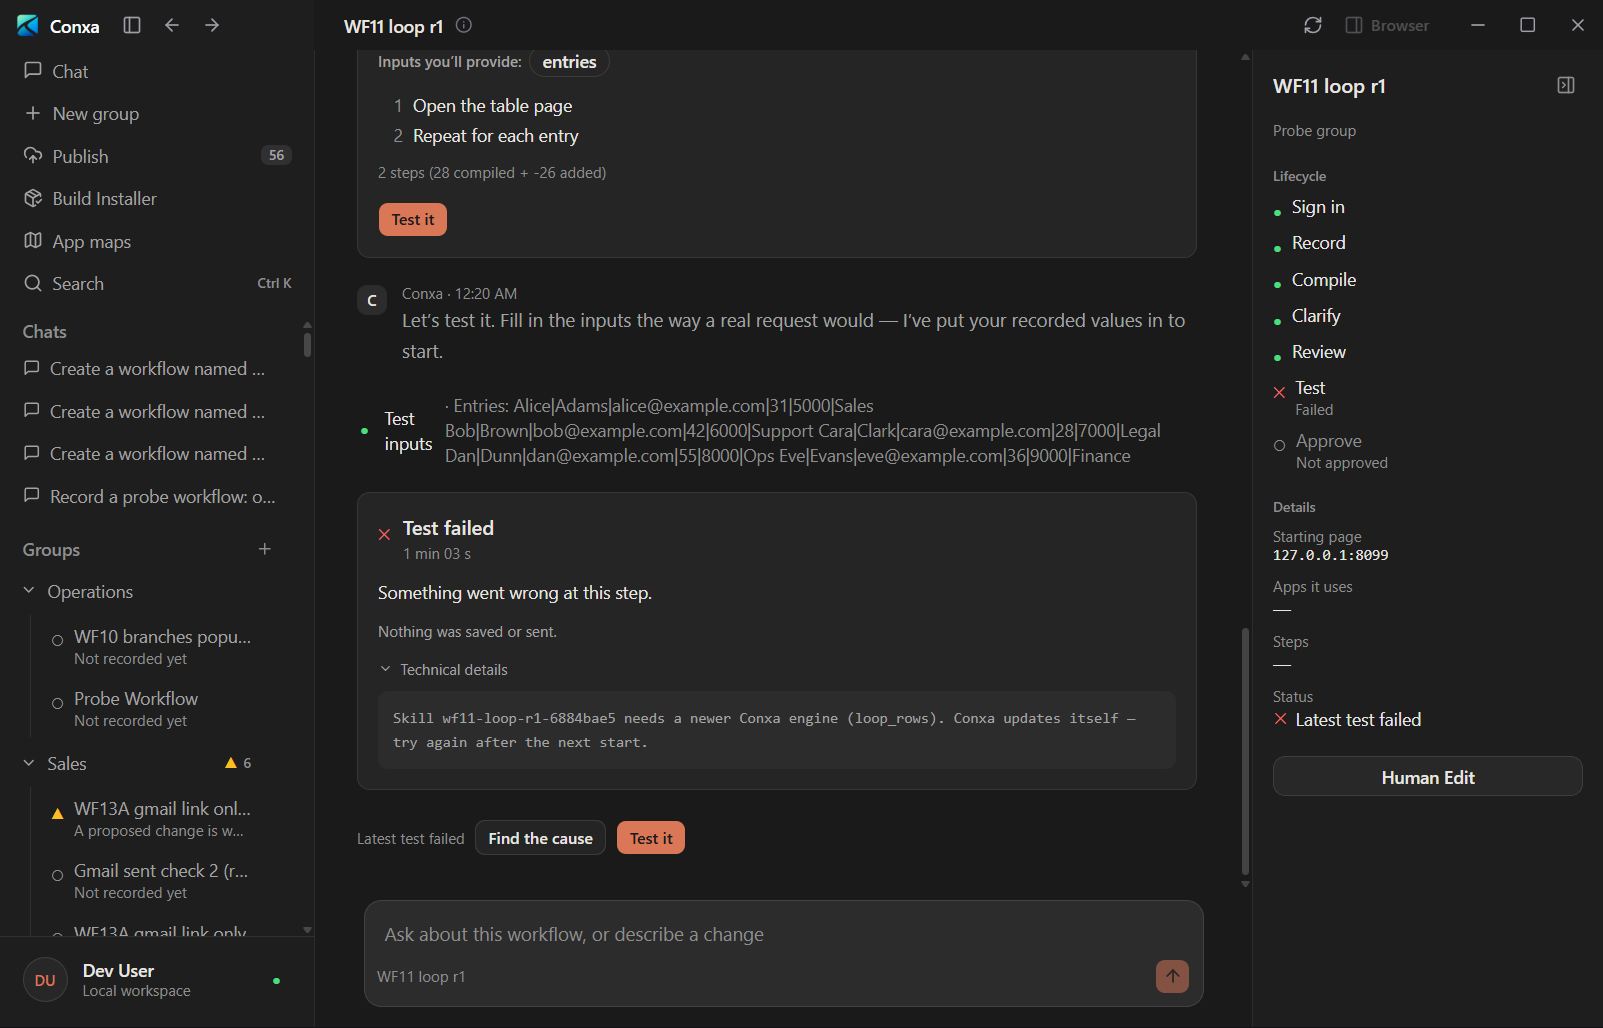 Conxa
WF11 loop r1
Browser
Chat
New group
Publish
56
Build Installer
App maps
Search
Ctrl K
Chats
Create a workflow named ...
Create a workflow named ...
Create a workflow named ...
Record a probe workflow: o...
Groups
Operations
WF10 branches popu...
Not recorded yet
Probe Workflow
Not recorded yet
Sales
6
WF13A gmail link onl...
A proposed change is w...
Gmail sent check 2 (r...
Not recorded yet
WF13A gmail link only
DU
Dev User
Local workspace
Inputs you'll provide: entries
1 Open the table page
2 Repeat for each entry
2 steps (28 compiled + -26 added)
Test it
C
Conxa · 12:20 AM
Let's test it. Fill in the inputs the way a real request would — I've put your recorded values in to
start.
Test
inputs
· Entries: Alice|Adams|alice@example.com|31|5000|Sales
Bob|Brown|bob@example.com|42|6000|Support Cara|Clark|cara@example.com|28|7000|Legal
Dan|Dunn|dan@example.com|55|8000|Ops Eve|Evans|eve@example.com|36|9000|Finance
Test failed
1 min 03 s
Something went wrong at this step.
Nothing was saved or sent.
Technical details
Skill wf11-loop-r1-6884bae5 needs a newer Conxa engine (loop_rows). Conxa updates itself —
try again after the next start.
Latest test failed
Find the cause
Test it
Ask about this workflow, or describe a change
WF11 loop r1
WF11 loop r1
Probe group
Lifecycle
Sign in
Record
Compile
Clarify
Review
Test
Failed
Approve
Not approved
Details
Starting page
127.0.0.1:8099
Apps it uses
—
Steps
—
Status
Latest test failed
Human Edit